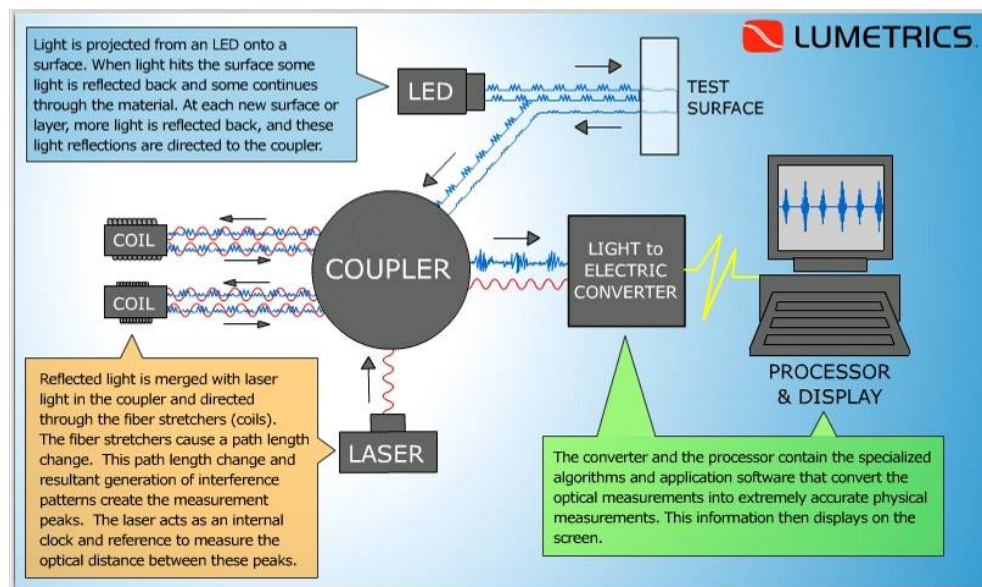 Light is projected from an LED onto a
surface. When light hits the surface some
light is reflected back and some continues
through the material. At each new surface or
layer, more light is reflected back, and these
light reflections are directed to the coupler.
LUMETRICS
LED
TEST
SURFACE
COIL
COIL
COUPLER
LIGHT to
ELECTRIC
CONVERTER
PROCESSOR
& DISPLAY
LASER
Reflected light is merged with laser
light in the coupler and directed
through the fiber stretchers (coils).
The fiber stretchers cause a path length
change. This path length change and
resultant generation of interference
patterns create the measurement
peaks. The laser acts as an internal
clock and reference to measure the
optical distance between these peaks.
The converter and the processor contain the specialized
algorithms and application software that convert the
optical measurements into extremely accurate physical
measurements. This information then displays on the
screen.